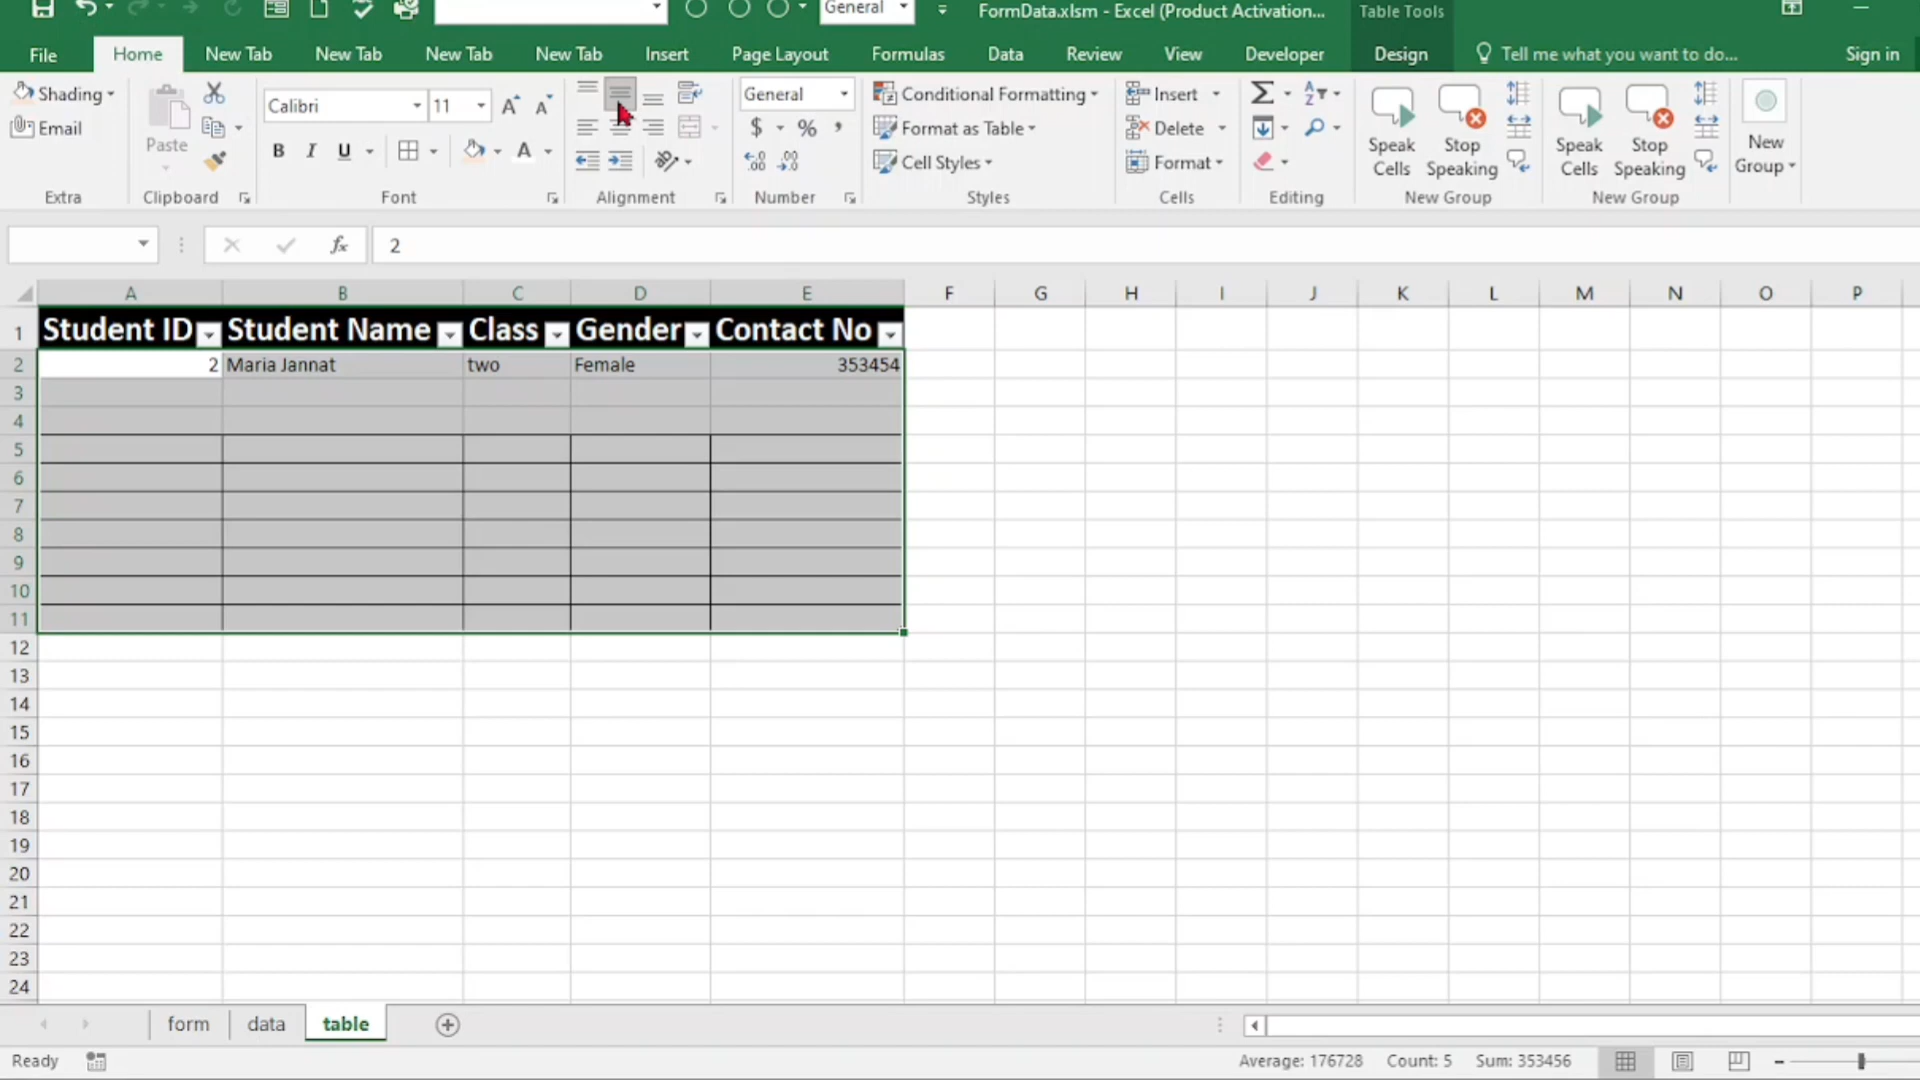 General
FormData.xlsm - Excel (Product Activation...
Table Tools
File
Home
New Tab
New Tab
New Tab
New Tab
Insert
Page Layout
Formulas
Data
Review
View
Developer
Design
Tell me what you want to do...
Sign in
Shading
Email
Extra
Paste
Clipboard
Calibri
11
B I U
A
Font
Alignment
General
$ % ,
Number
Conditional Formatting
Format as Table
Cell Styles
Styles
Insert
Delete
Format
Cells
Editing
Speak Cells
Stop Speaking
New Group
Speak Cells
Stop Speaking
New Group
New Group
fx
2
A B C D E F G H I J K L M N O P
1 Student ID Student Name Class Gender Contact No
2 2 Maria Jannat two Female 353454
3
4
5
6
7
8
9
10
11
12
13
14
15
16
17
18
19
20
21
22
23
24
form data table
Ready
Average: 176728 Count: 5 Sum: 353456